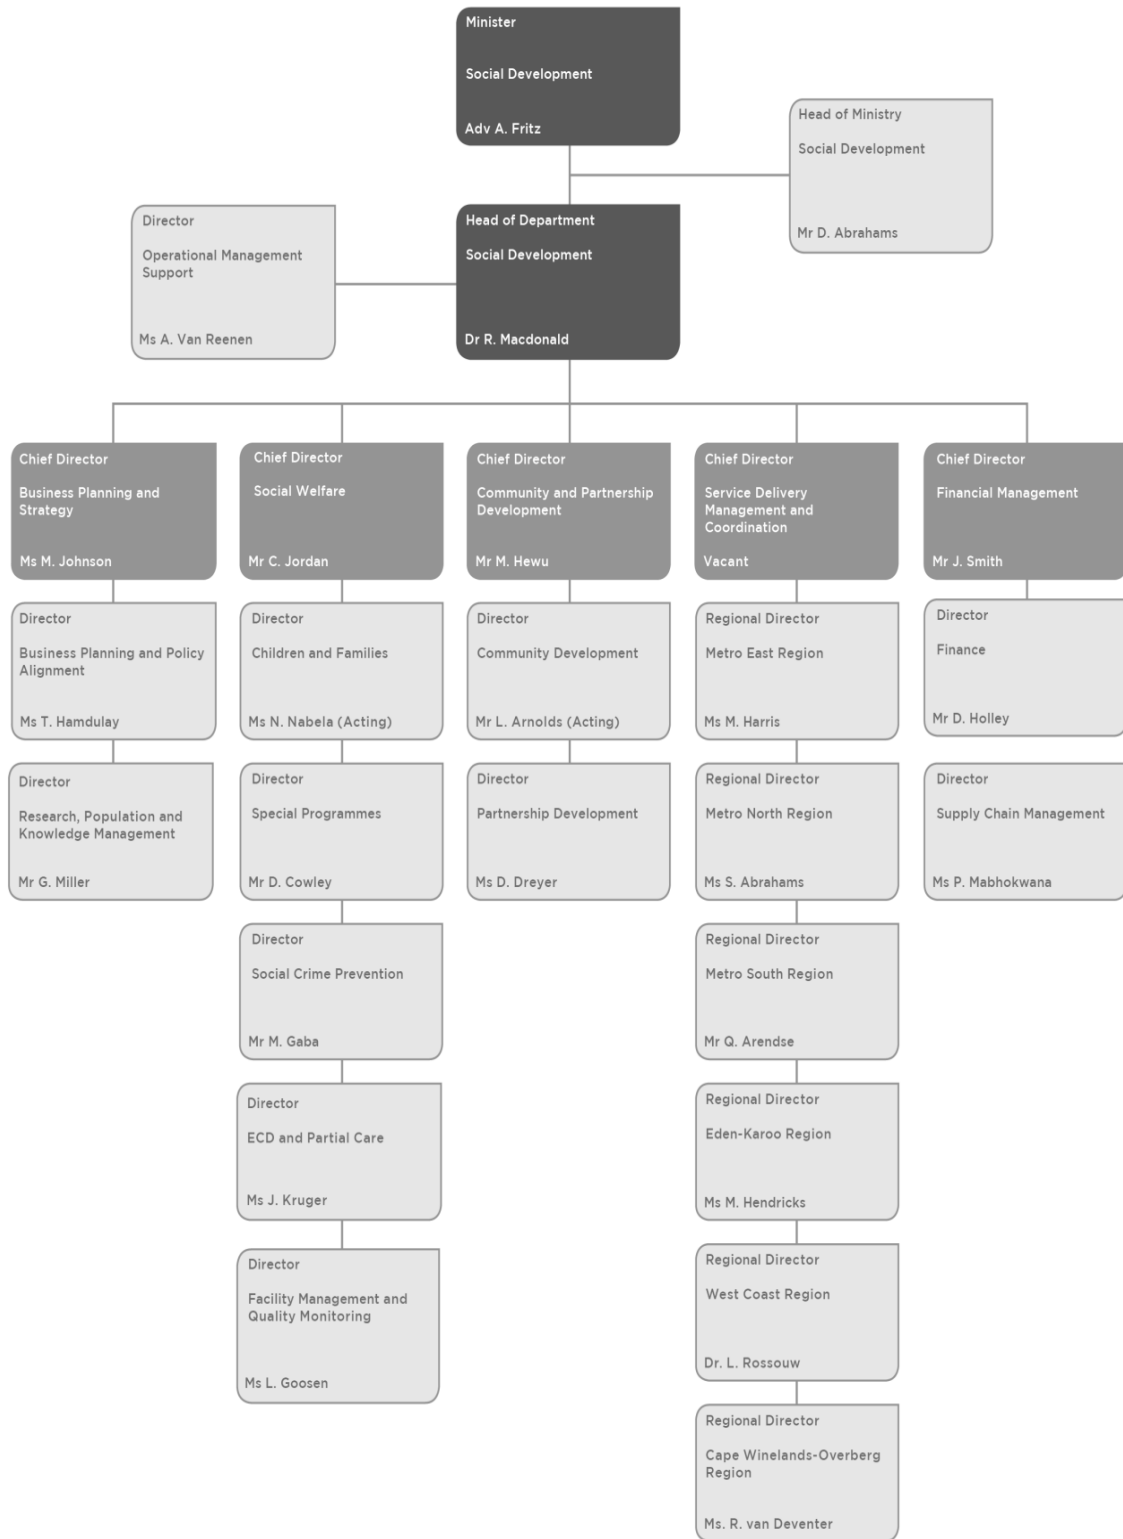 Minister
Social Development
Adv A. Fritz
Head of Ministry
Social Development
Mr D. Abrahams
Director
Operational Management
Support
Ms A. Van Reenen
Head of Department
Social Development
Dr R. Macdonald
Chief Director
Business Planning and
Strategy
Ms M. Johnson
Director
Business Planning and Policy
Alignment
Ms T. Hamdulay
Director
Research, Population and
Knowledge Management
Mr G. Miller
Chief Director
Social Welfare
Mr C. Jordan
Director
Children and Families
Ms N. Nabela (Acting)
Director
Special Programmes
Mr D. Cowley
Director
Social Crime Prevention
Mr M. Gaba
Director
ECD and Partial Care
Ms J. Kruger
Director
Facility Management and
Quality Monitoring
Ms L. Goosen
Chief Director
Community and Partnership
Development
Mr M. Hewu
Director
Community Development
Mr L. Arnolds (Acting)
Director
Partnership Development
Ms D. Dreyer
Chief Director
Service Delivery
Management and
Coordination
Vacant
Regional Director
Metro East Region
Ms M. Harris
Regional Director
Metro North Region
Ms S. Abrahams
Regional Director
Metro South Region
Mr Q. Arendse
Regional Director
Eden-Karoo Region
Ms M. Hendricks
Regional Director
West Coast Region
Dr. L. Rossouw
Regional Director
Cape Winelands-Overberg
Region
Ms. R. van Deventer
Chief Director
Financial Management
Mr J. Smith
Director
Finance
Mr D. Holley
Director
Supply Chain Management
Ms P. Mabhokwana